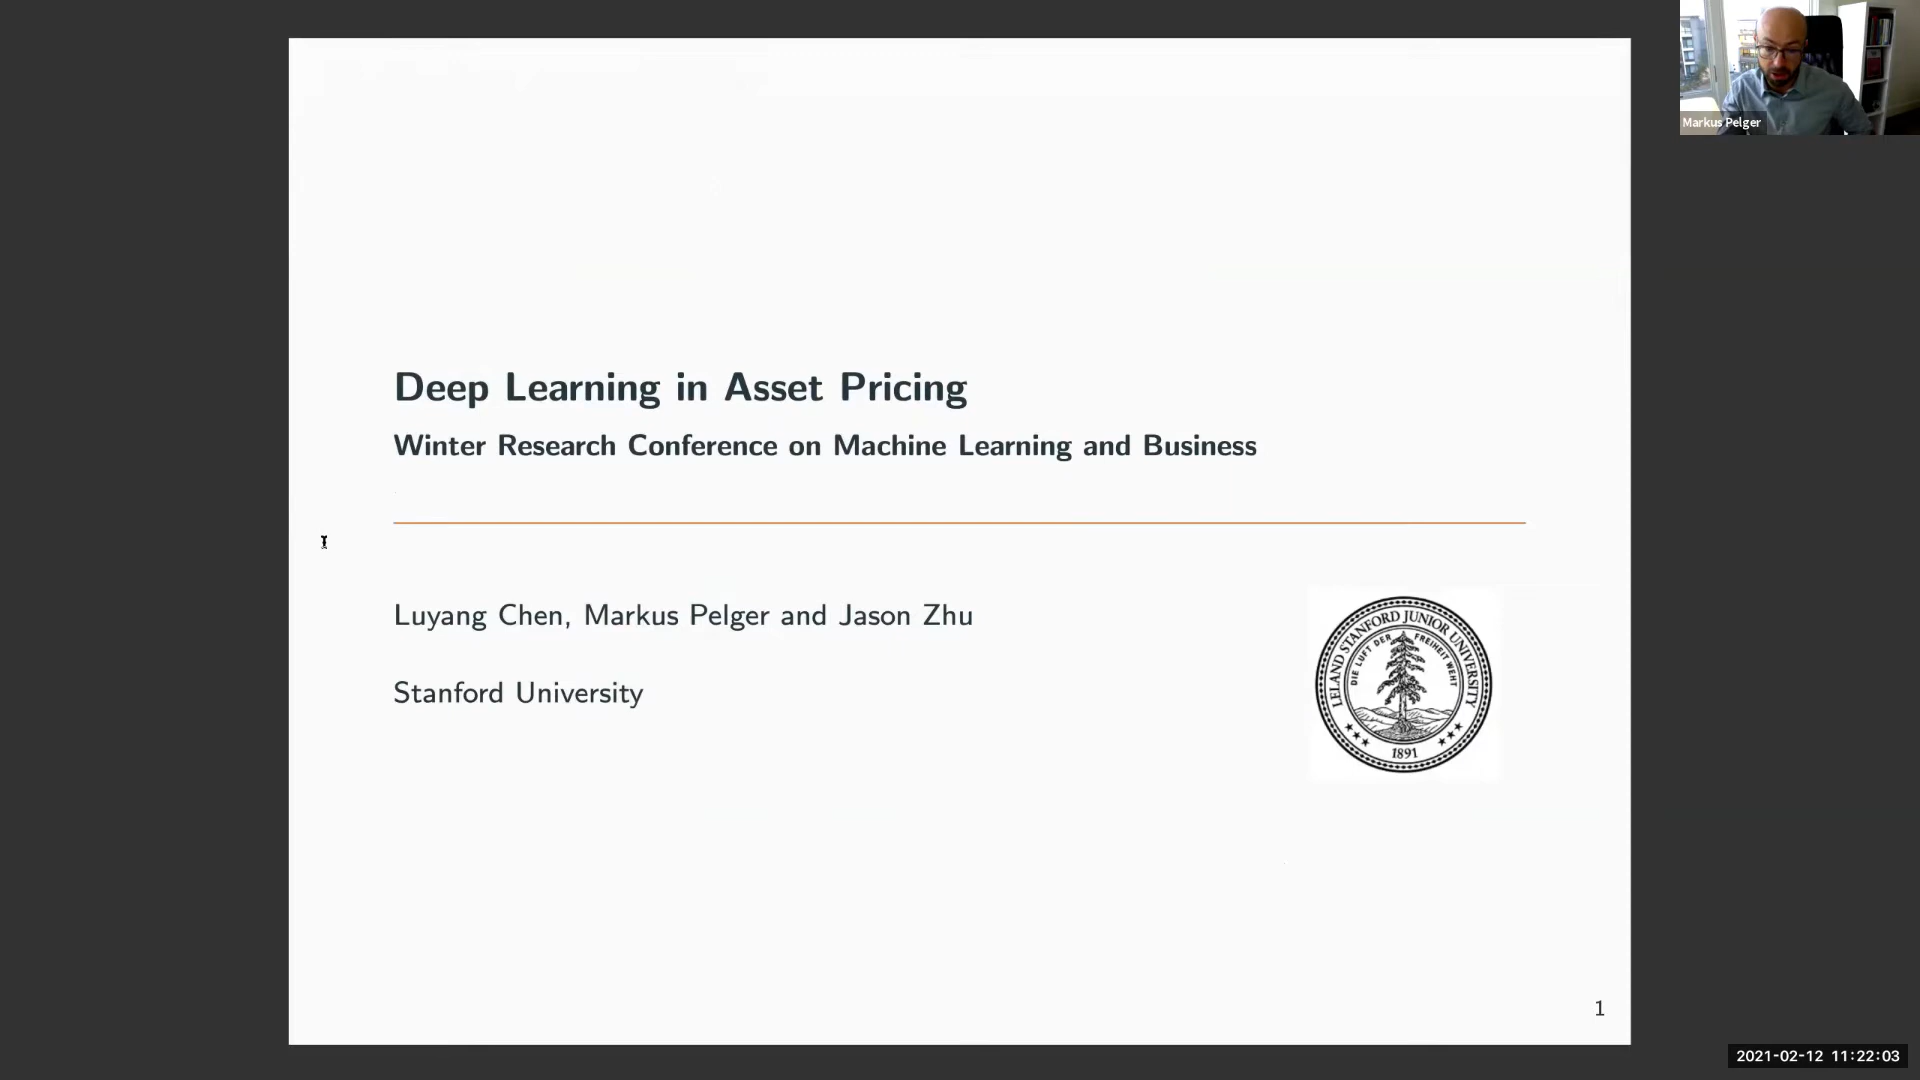 Markus Pelger
Deep Learning in Asset Pricing
Winter Research Conference on Machine Learning and Business
Luyang Chen, Markus Pelger and Jason Zhu
Stanford University
LELAND STANFORD JUNIOR UNIVERSITY
DIE LUFT DER FREIHEIT WEHT
1891
1
2021-02-12 11:22:03